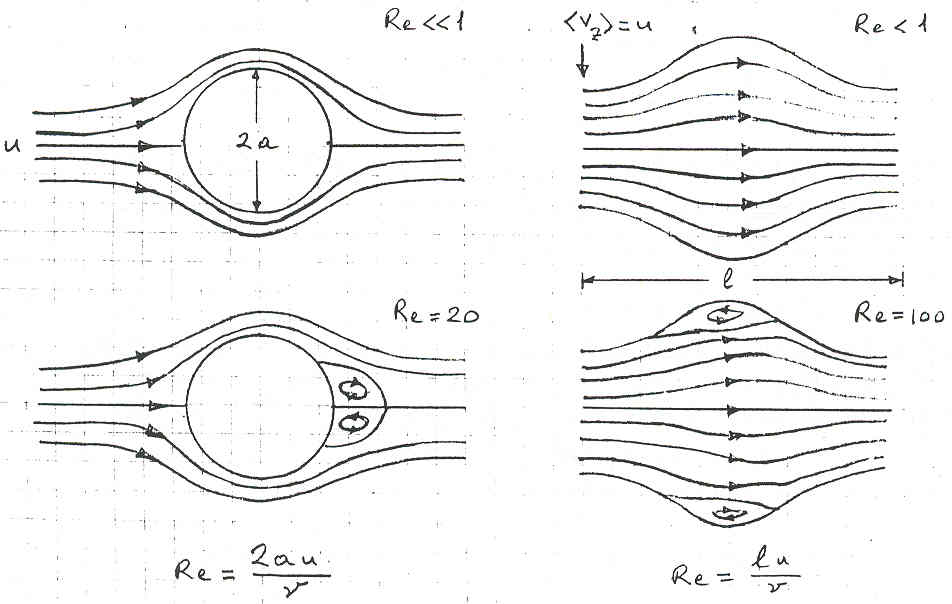 Re << 1
u
2a
<v_z> = u
Re < 1
l
Re = 20
Re = 100
Re = 2au/ν
Re = lu/ν